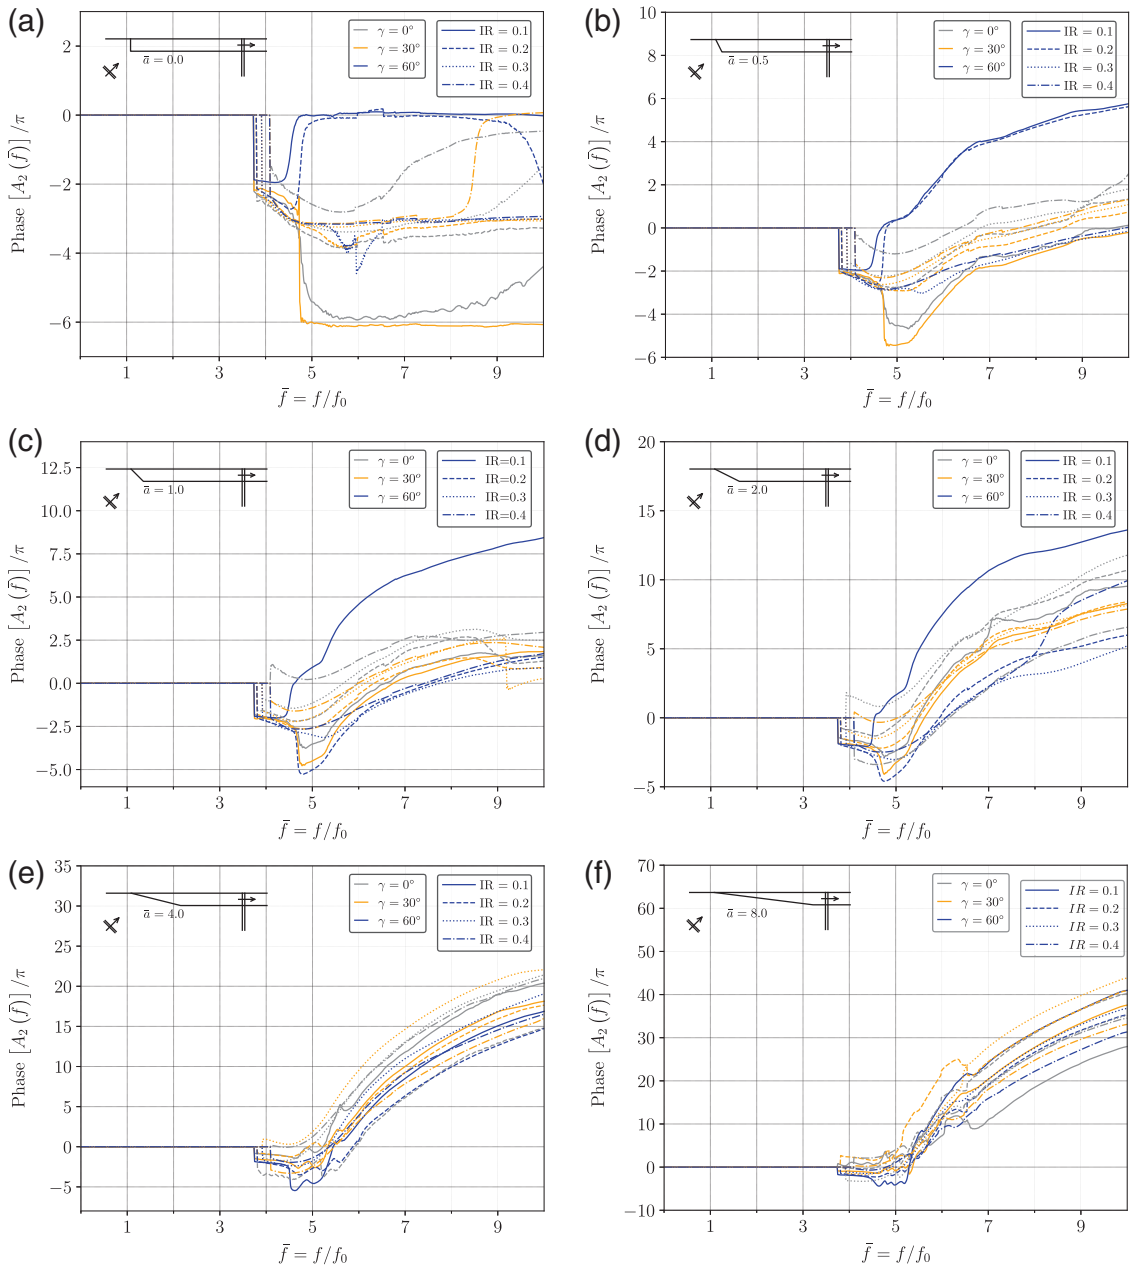 (a)
2
0
−2
−4
−6
Phase [A₂(f̄)]/π
1 3 5 7 9
f̄ = f/f₀
ā = 0.0
γ = 0°
γ = 30°
γ = 60°
IR = 0.1
IR = 0.2
IR = 0.3
IR = 0.4
(b)
10
8
6
4
2
0
−2
−4
−6
Phase [A₂(f̄)]/π
1 3 5 7 9
f̄ = f/f₀
ā = 0.5
γ = 0°
γ = 30°
γ = 60°
IR = 0.1
IR = 0.2
IR = 0.3
IR = 0.4
(c)
12.5
10.0
7.5
5.0
2.5
0.0
−2.5
−5.0
Phase [A₂(f̄)]/π
1 3 5 7 9
f̄ = f/f₀
ā = 1.0
γ = 0°
γ = 30°
γ = 60°
IR=0.1
IR=0.2
IR=0.3
IR=0.4
(d)
20
15
10
5
0
−5
Phase [A₂(f̄)]/π
1 3 5 7 9
f̄ = f/f₀
ā = 2.0
γ = 0°
γ = 30°
γ = 60°
IR = 0.1
IR = 0.2
IR = 0.3
IR = 0.4
(e)
35
30
25
20
15
10
5
0
−5
Phase [A₂(f̄)]/π
1 3 5 7 9
f̄ = f/f₀
ā = 4.0
γ = 0°
γ = 30°
γ = 60°
IR = 0.1
IR = 0.2
IR = 0.3
IR = 0.4
(f)
70
60
50
40
30
20
10
0
−10
Phase [A₂(f̄)]/π
1 3 5 7 9
f̄ = f/f₀
ā = 8.0
γ = 0°
γ = 30°
γ = 60°
IR = 0.1
IR = 0.2
IR = 0.3
IR = 0.4